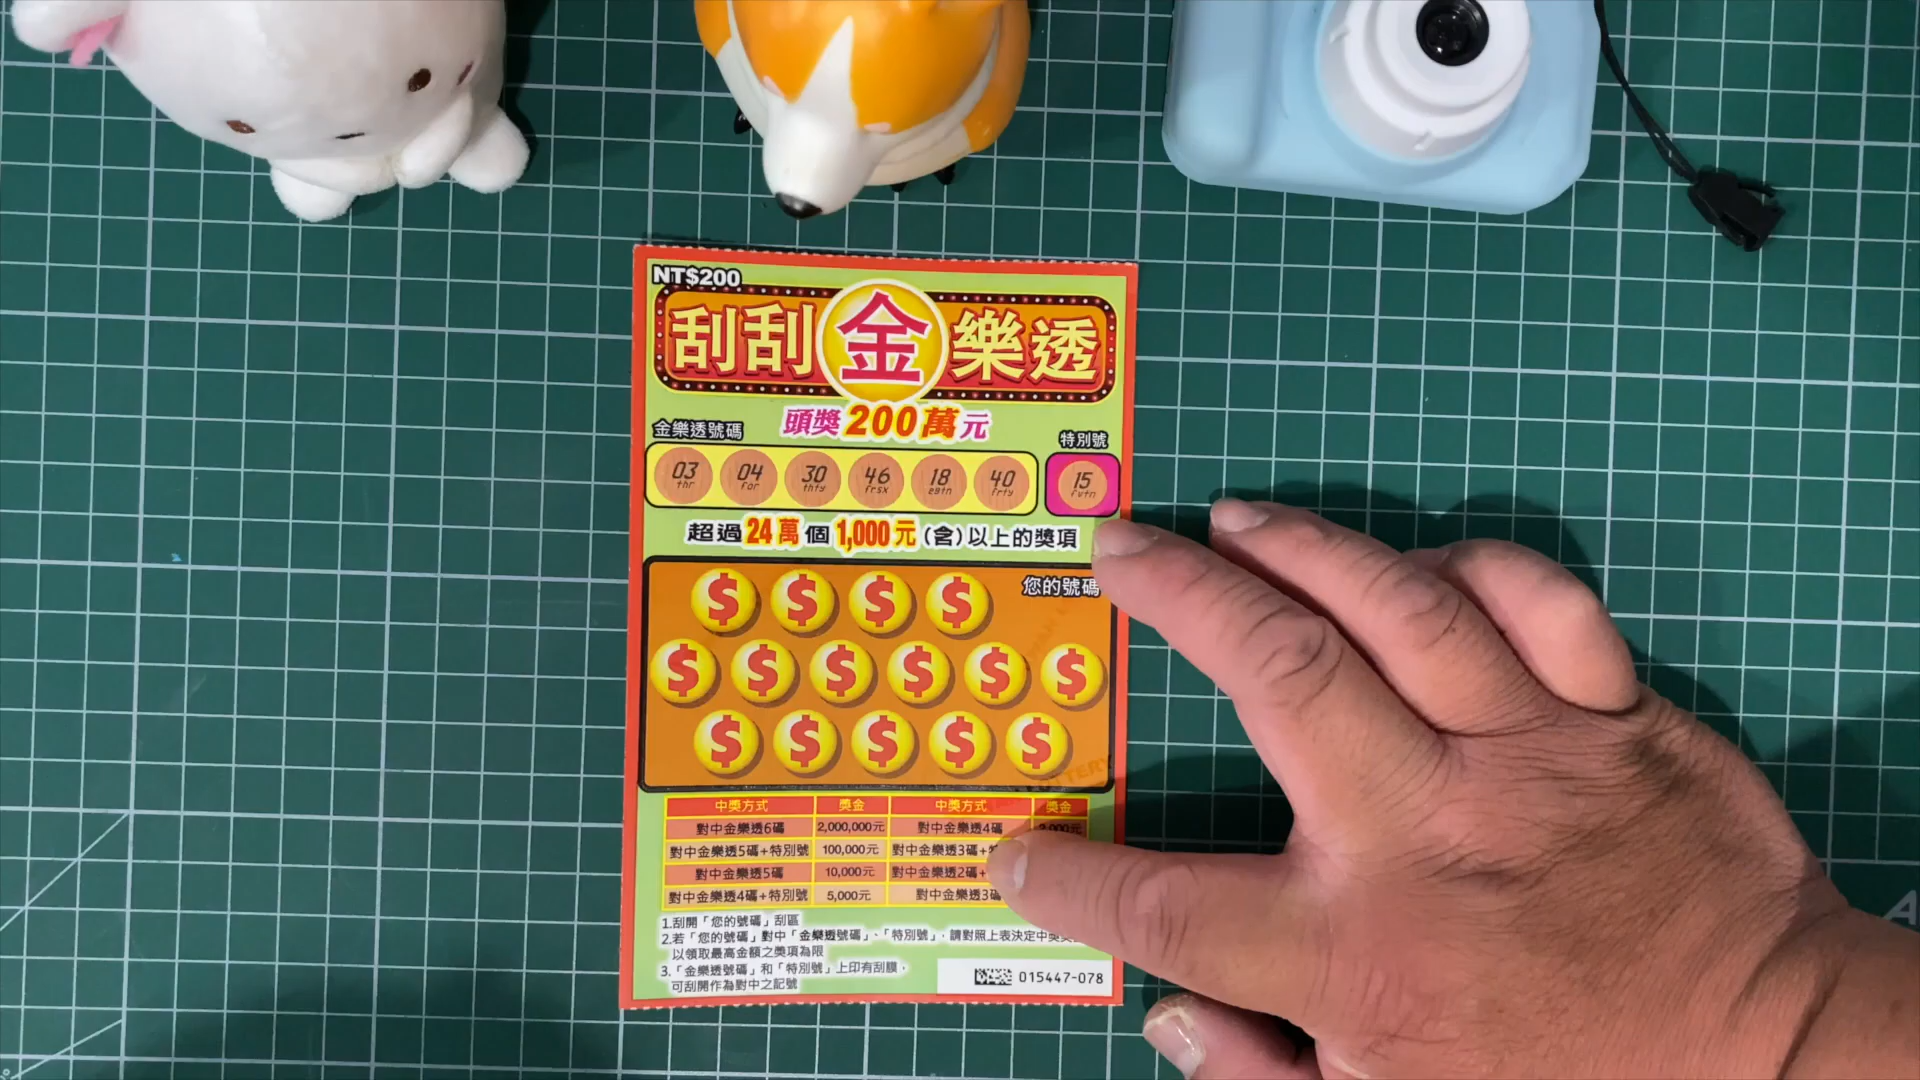 NT$200
刮刮金樂透
頭獎200萬元
金樂透號碼
特別號
03 04 30 46 18 40 15
thr for thty frsx egtn frty fvtn
超過24萬個1,000元(含)以上的獎項
您的號碼
$ $ $ $
$ $ $ $ $ $
$ $ $ $ $
中獎方式 獎金 中獎方式 獎金
對中金樂透6碼 2,000,000元 對中金樂透4碼 2,000元
對中金樂透5碼+特別號 100,000元 對中金樂透3碼+
對中金樂透5碼 10,000元 對中金樂透2碼+
對中金樂透4碼+特別號 5,000元 對中金樂透3碼
1.刮開「您的號碼」刮區
2.若「您的號碼」對中「金樂透號碼」、「特別號」,請對照上表決定中獎
以領取最高金額之獎項為限
3.「金樂透號碼」和「特別號」上印有刮膜,
可刮開作為對中之記號
015447-078
A